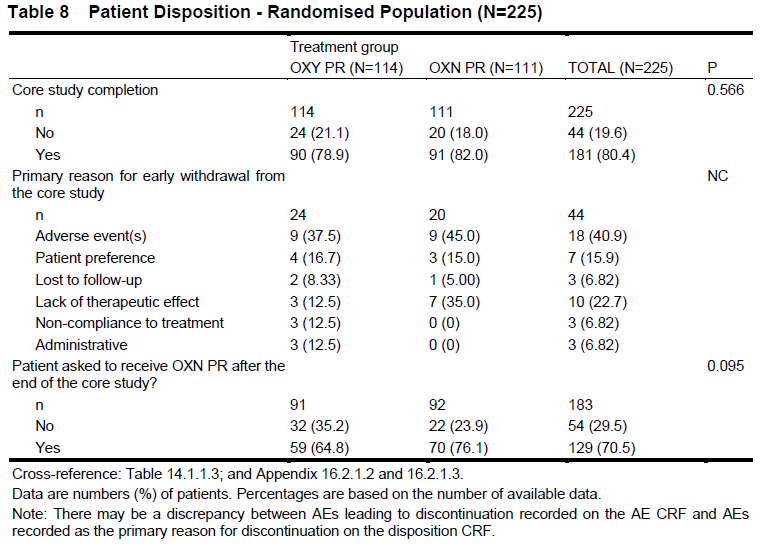 Table 8 Patient Disposition - Randomised Population (N=225)
Treatment group
OXY PR (N=114) OXN PR (N=111) TOTAL (N=225) P
Core study completion 0.566
n 114 111 225
No 24 (21.1) 20 (18.0) 44 (19.6)
Yes 90 (78.9) 91 (82.0) 181 (80.4)
Primary reason for early withdrawal from NC
the core study
n 24 20 44
Adverse event(s) 9 (37.5) 9 (45.0) 18 (40.9)
Patient preference 4 (16.7) 3 (15.0) 7 (15.9)
Lost to follow-up 2 (8.33) 1 (5.00) 3 (6.82)
Lack of therapeutic effect 3 (12.5) 7 (35.0) 10 (22.7)
Non-compliance to treatment 3 (12.5) 0 (0) 3 (6.82)
Administrative 3 (12.5) 0 (0) 3 (6.82)
Patient asked to receive OXN PR after the 0.095
end of the core study?
n 91 92 183
No 32 (35.2) 22 (23.9) 54 (29.5)
Yes 59 (64.8) 70 (76.1) 129 (70.5)
Cross-reference: Table 14.1.1.3; and Appendix 16.2.1.2 and 16.2.1.3.
Data are numbers (%) of patients. Percentages are based on the number of available data.
Note: There may be a discrepancy between AEs leading to discontinuation recorded on the AE CRF and AEs
recorded as the primary reason for discontinuation on the disposition CRF.